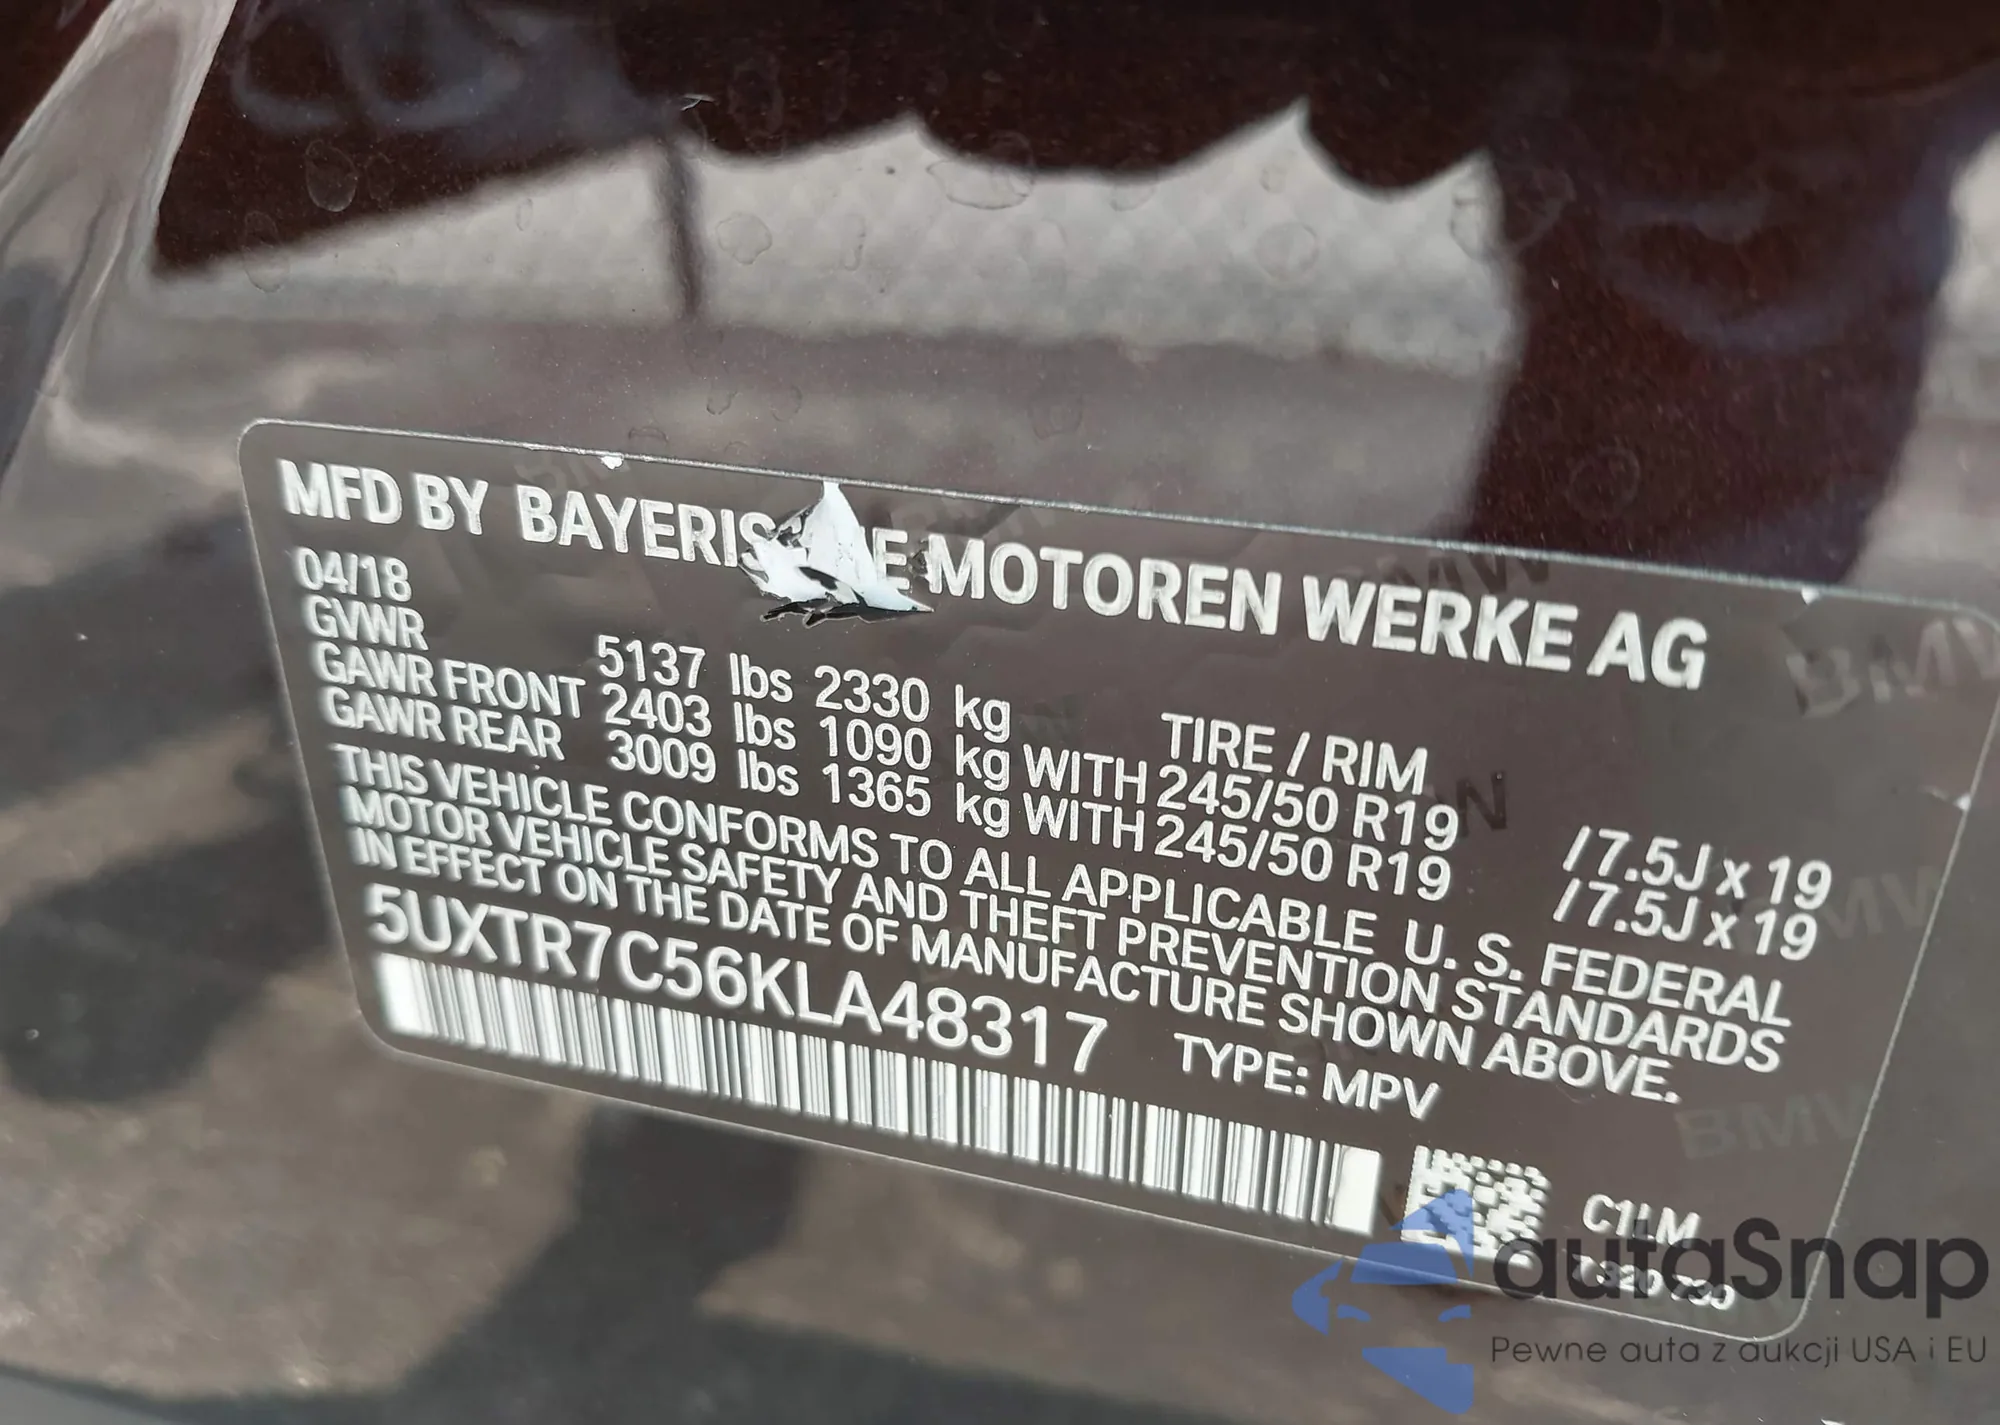 MFD BY BAYERISCHE MOTOREN WERKE AG
04/18
GVWR 5137 lbs 2330 kg TIRE / RIM
GAWR FRONT 2403 lbs 1090 kg WITH 245/50 R19 /7.5J x 19
GAWR REAR 3009 lbs 1365 kg WITH 245/50 R19 /7.5J x 19
THIS VEHICLE CONFORMS TO ALL APPLICABLE U. S. FEDERAL
MOTOR VEHICLE SAFETY AND THEFT PREVENTION STANDARDS
IN EFFECT ON THE DATE OF MANUFACTURE SHOWN ABOVE.
5UXTR7C56KLA48317 TYPE: MPV
autaSnap
Pewne auta z aukcji USA i EU